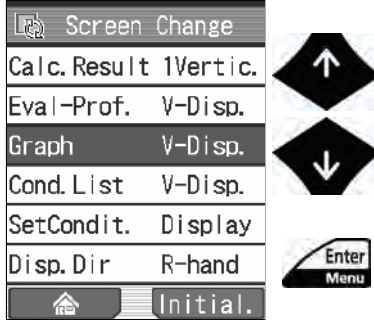 Screen Change
Calc.Result 1Vertic.
Eval-Prof. V-Disp.
Graph V-Disp.
Cond.List V-Disp.
SetCondit. Display
Disp.Dir R-hand
Initial.
Enter
Menu